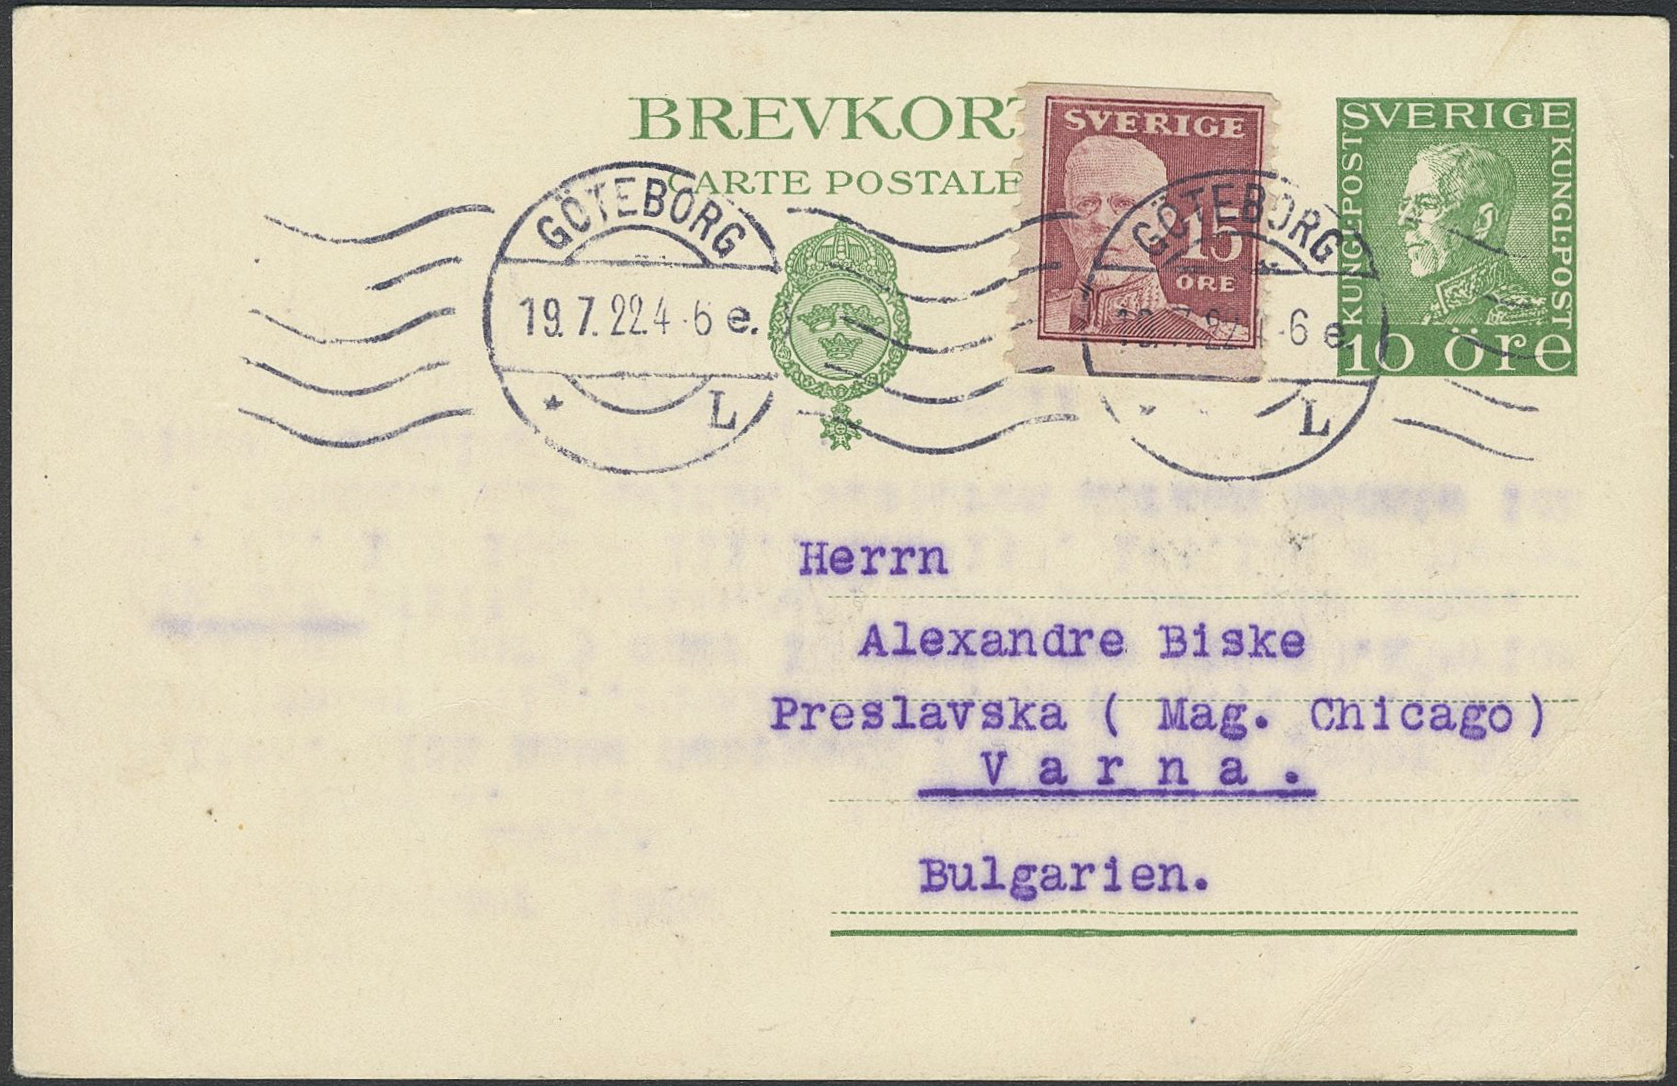 BREVKORT
CARTE POSTALE
SVERIGE
15
ÖRE
SVERIGE
KUNGL·POST
KUNGL·POST
10 öre
GÖTEBORG
19.7.22.4-6 e.
L
GÖTEBORG
-6 e.
L
Herrn
Alexandre Biske
Preslavska ( Mag. Chicago )
Varna.
Bulgarien.